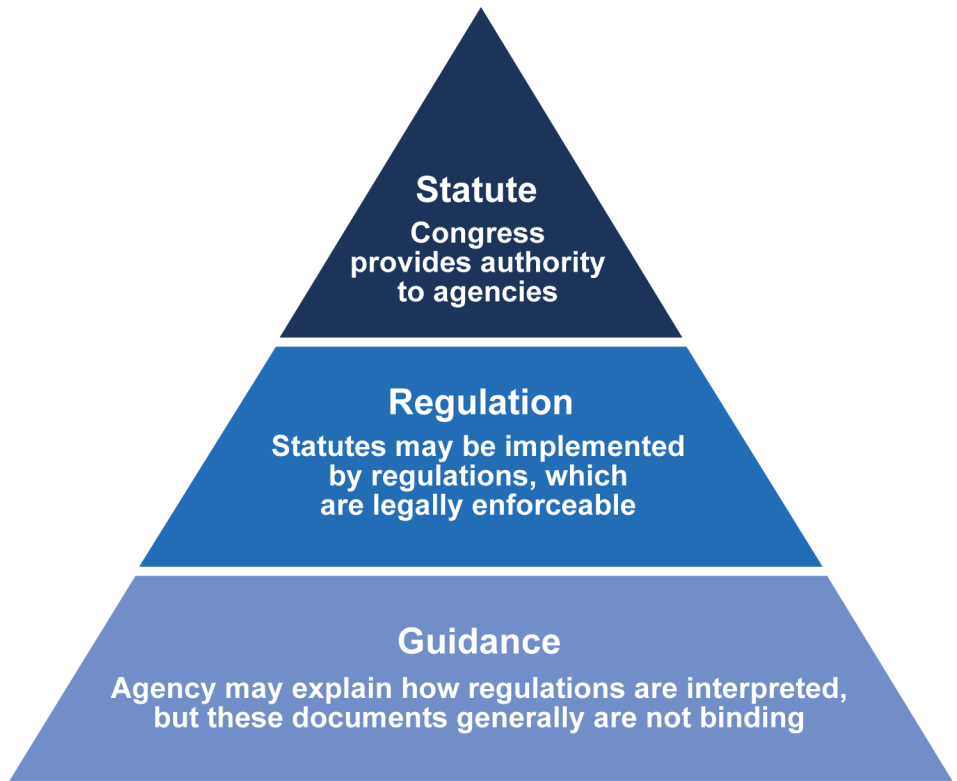 Statute
Congress
provides authority
to agencies
Regulation
Statutes may be implemented
by regulations, which
are legally enforceable
Guidance
Agency may explain how regulations are interpreted,
but these documents generally are not binding